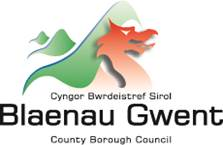 Cyngor Bwrdeistref Sirol
Blaenau Gwent
County Borough Council